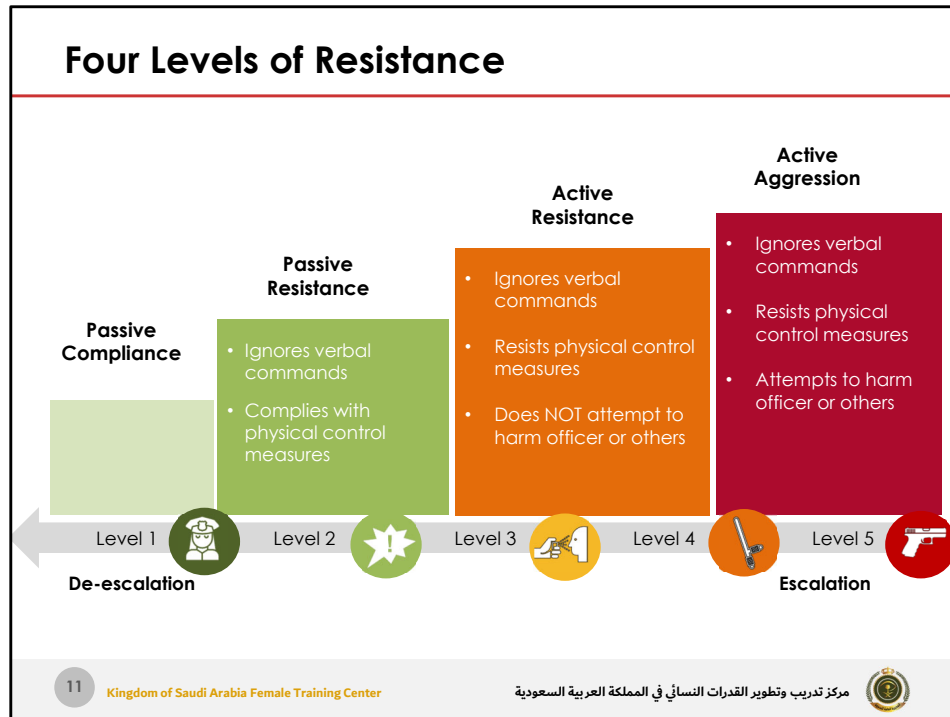 Four Levels of Resistance
Passive
Compliance
Passive
Resistance
• Ignores verbal
commands
• Complies with
physical control
measures
Active
Resistance
• Ignores verbal
commands
• Resists physical control
measures
• Does NOT attempt to
harm officer or others
Active
Aggression
• Ignores verbal
commands
• Resists physical
control measures
• Attempts to harm
officer or others
Level 1
Level 2
Level 3
Level 4
Level 5
De-escalation
Escalation
11
Kingdom of Saudi Arabia Female Training Center
مركز تدريب وتطوير القدرات النسائي في المملكة العربية السعودية